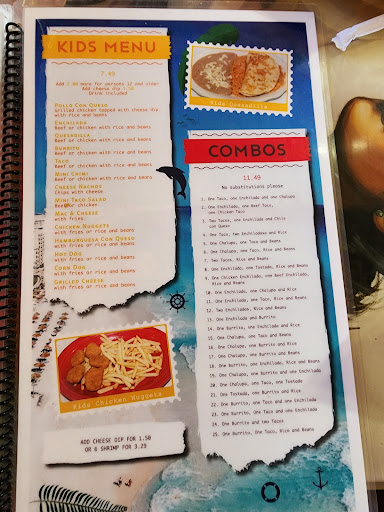 KIDS MENU
7.49
Add 2.00 more for persons 12 and older
Add cheese dip 1.50
Drink included
Pollo Con Queso
Grilled chicken topped with cheese dip
with rice and beans
Enchilada
Beef or chicken with rice and beans
Quesadilla
Beef or chicken with rice and beans
Burrito
Beef or chicken with rice and beans
Taco
Beef or chicken with rice and beans
Mini Chimi
Beef or chicken with rice and beans
Cheese Nachos
Chips with cheese
Mini Taco Salad
Beef or chicken
Mac & Cheese
with fries
Chicken Nuggets
with fries or rice and beans
Hamburguesa Con Queso
with fries or rice and beans
Hot Dog
with fries or rice and beans
Corn Dog
with fries or rice and beans
Grilled Cheese
with fries or rice and beans
Kids Chicken Nuggets
ADD CHEESE DIP FOR 1.50
OR 6 SHRIMP FOR 3.29
Kids Quesadilla
COMBOS
11.49
No substitutions please
1. One Taco, one Enchilada and one Chalupa
2. One Enchilada, one Beef Taco,
one Chicken Taco
3. Two Tacos, one Enchilada and Chile
con Queso
4. One Taco, two Enchiladas and Rice
5. One Chalupa, one Taco and Beans
6. One Chalupa, one Taco, Rice and Beans
7. Two Tacos, Rice and Beans
8. One Enchilada, one Tostada, Rice and Beans
9. One Chicken Enchilada, one Beef Enchilada,
Rice and Beans
10. One Enchilada, one Chalupa and Rice
11. One Enchilada, one Taco, Rice and Beans
12. Two Enchiladas, Rice and Beans
13. One Enchilada and Burrito
14. One Burrito, one Enchilada and Rice
15. One Chalupa, one Taco and Beans
16. One Chalupa, one Burrito and Rice
17. One Burrito, one Taco and Rice
18. One Chalupa, one Burrito and Beans
19. One Burrito, one Enchilada, Rice and Beans
19. One Chalupa, one Burrito and one Enchilada
20. One Chalupa, one Taco, one Tostada
21. One Burrito, one Tostada and Rice
22. One Burrito, One Taco and one Enchilada
23. One Burrito, One Taco and one Enchilada
24. One Burrito and two Tacos
25. One Burrito, One Taco, Rice and Beans